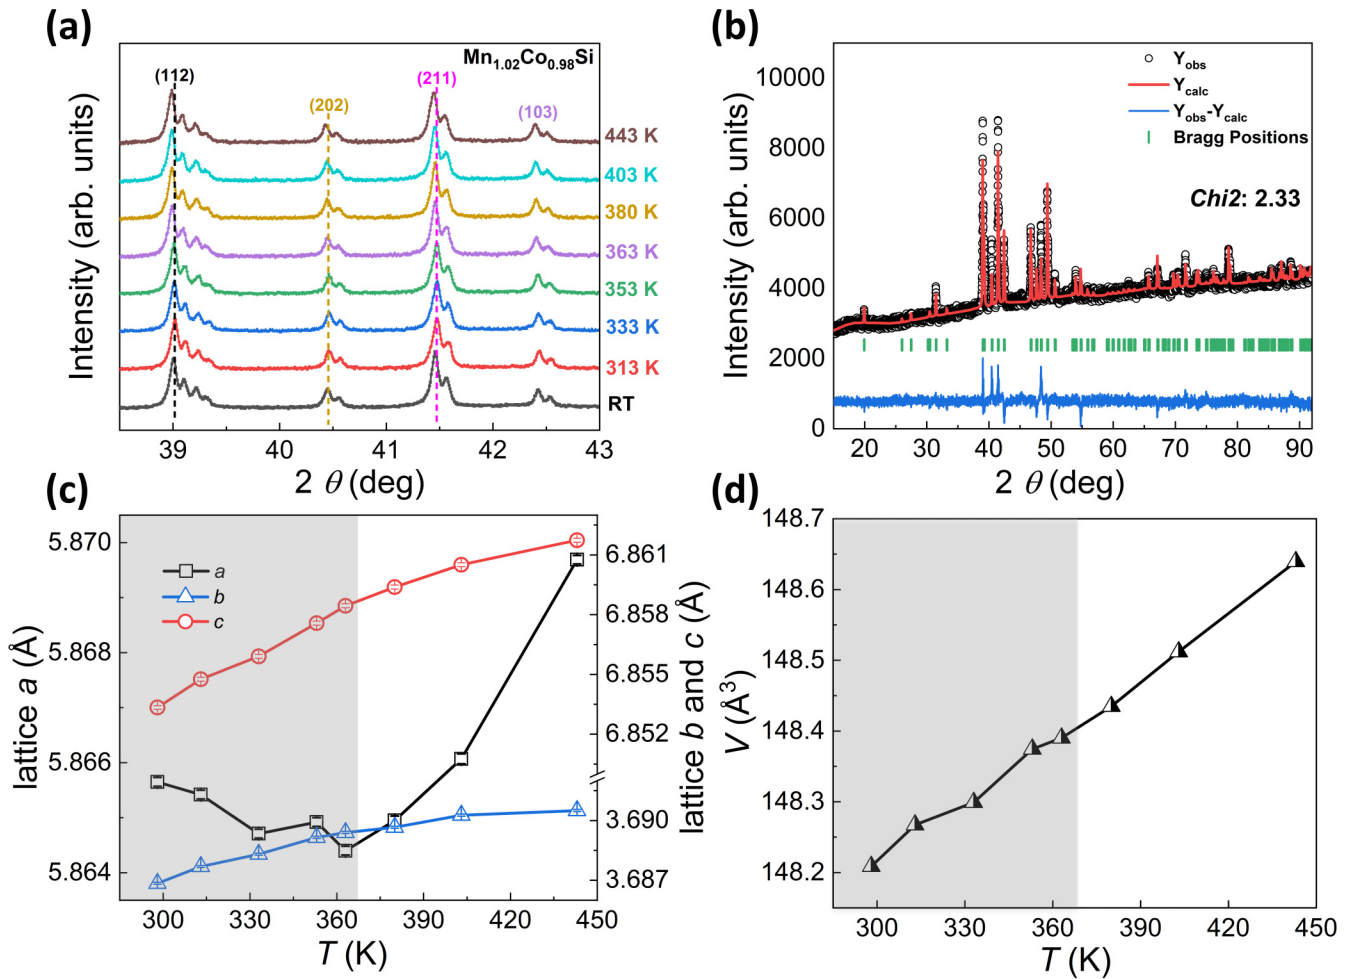 (a)
Mn1.02Co0.98Si
(112)
(202)
(211)
(103)
443 K
403 K
380 K
363 K
353 K
333 K
313 K
RT
Intensity (arb. units)
39
40
41
42
43
2 θ (deg)
(b)
Yobs
Ycalc
Yobs-Ycalc
Bragg Positions
Chi2: 2.33
10000
8000
6000
4000
2000
0
Intensity (arb. units)
20
30
40
50
60
70
80
90
2 θ (deg)
(c)
5.870
5.868
5.866
5.864
lattice a (Å)
a
b
c
6.861
6.858
6.855
6.852
3.690
3.687
lattice b and c (Å)
300
330
360
390
420
450
T (K)
(d)
148.7
148.6
148.5
148.4
148.3
148.2
V (Å3)
300
330
360
390
420
450
T (K)